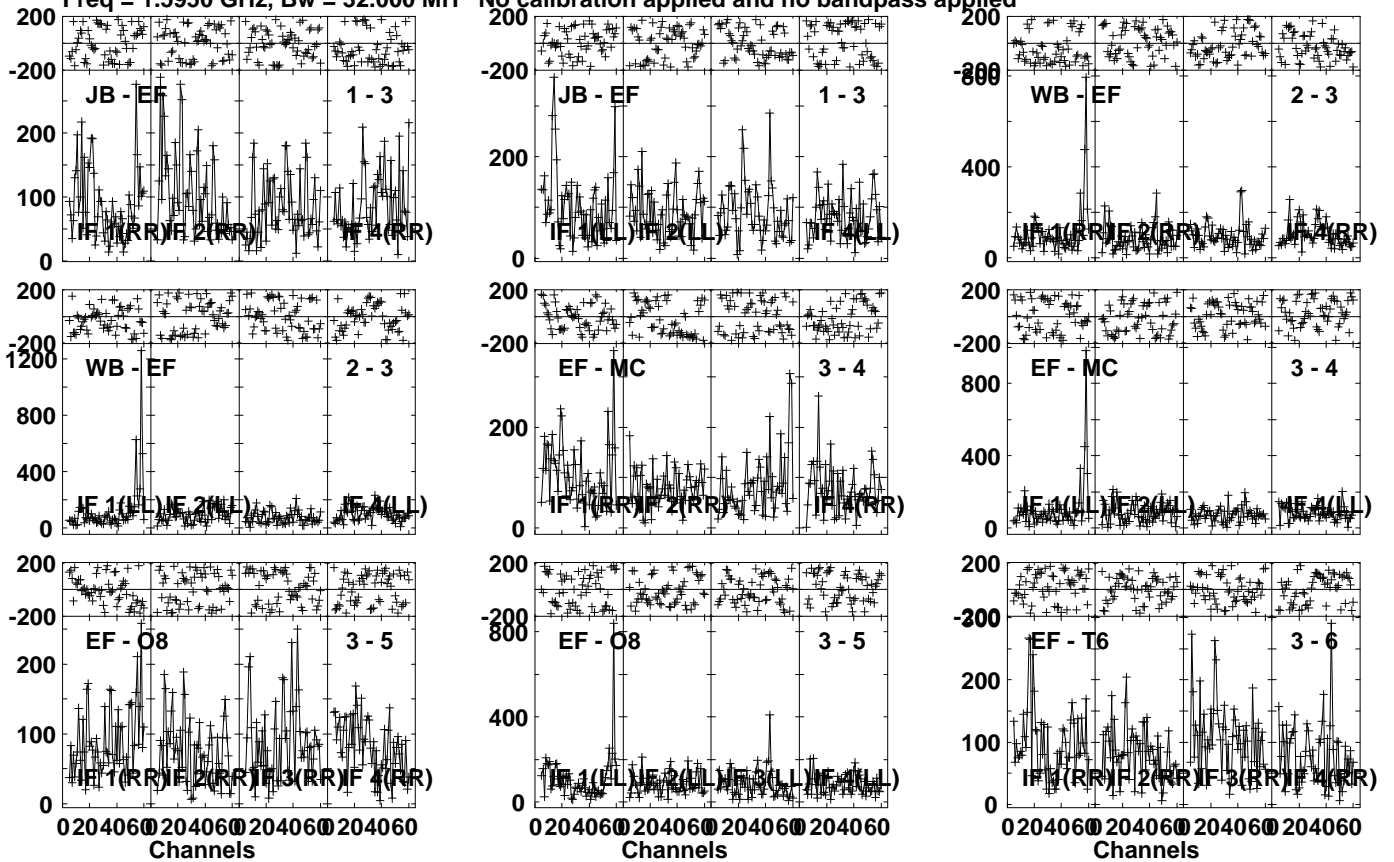 Freq = 1.5950 GHz, Bw = 32.000 MH No calibration applied and no bandpass applied
200
-200
JB - EF 1 - 3
200
100
0
IF 1(RR) IF 2(RR) IF 4(RR)
200
-200
JB - EF 1 - 3
200
0
IF 1(LL) IF 2(LL) IF 4(LL)
200
-200
800
WB - EF 2 - 3
400
0
IF 1(RR) IF 2(RR) IF 4(RR)
200
-200
1200
WB - EF 2 - 3
800
400
0
IF 1(LL) IF 2(LL) IF 4(LL)
200
-200
EF - MC 3 - 4
200
0
IF 1(RR) IF 2(RR) IF 4(RR)
200
-200
EF - MC 3 - 4
800
400
0
IF 1(LL) IF 2(LL) IF 4(LL)
200
-200
EF - O8 3 - 5
200
100
0
IF 1(RR) IF 2(RR) IF 3(RR) IF 4(RR)
0 20 40 60 0 20 40 60 0 20 40 60 0 20 40 60
Channels
200
-200
800
EF - O8 3 - 5
400
0
IF 1(LL) IF 2(LL) IF 3(LL) IF 4(LL)
0 20 40 60 0 20 40 60 0 20 40 60 0 20 40 60
Channels
200
-200
300
EF - T6 3 - 6
200
100
0
IF 1(RR) IF 2(RR) IF 3(RR) IF 4(RR)
0 20 40 60 0 20 40 60 0 20 40 60 0 20 40 60
Channels